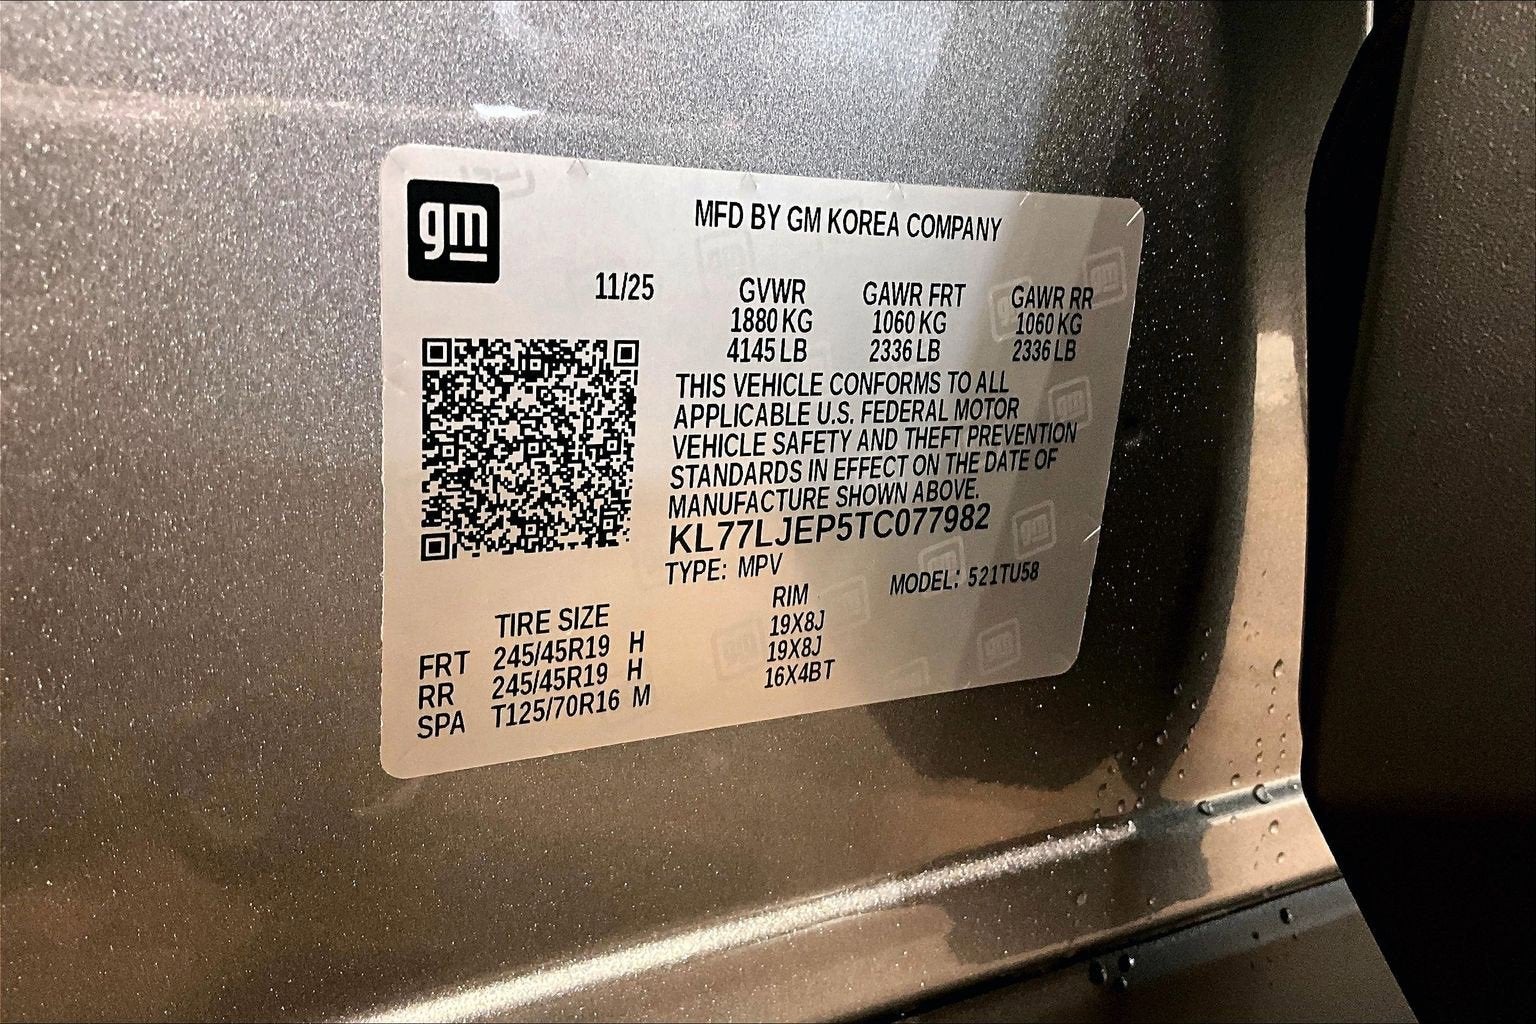 gm
MFD BY GM KOREA COMPANY
11/25 GVWR GAWR FRT GAWR RR
1880 KG 1060 KG 1060 KG
4145 LB 2336 LB 2336 LB
THIS VEHICLE CONFORMS TO ALL
APPLICABLE U.S. FEDERAL MOTOR
VEHICLE SAFETY AND THEFT PREVENTION
STANDARDS IN EFFECT ON THE DATE OF
MANUFACTURE SHOWN ABOVE.
KL77LJEP5TC077982
TYPE: MPV MODEL: 521TU58
TIRE SIZE RIM
FRT 245/45R19 H 19X8J
RR 245/45R19 H 19X8J
SPA T125/70R16 M 16X4BT